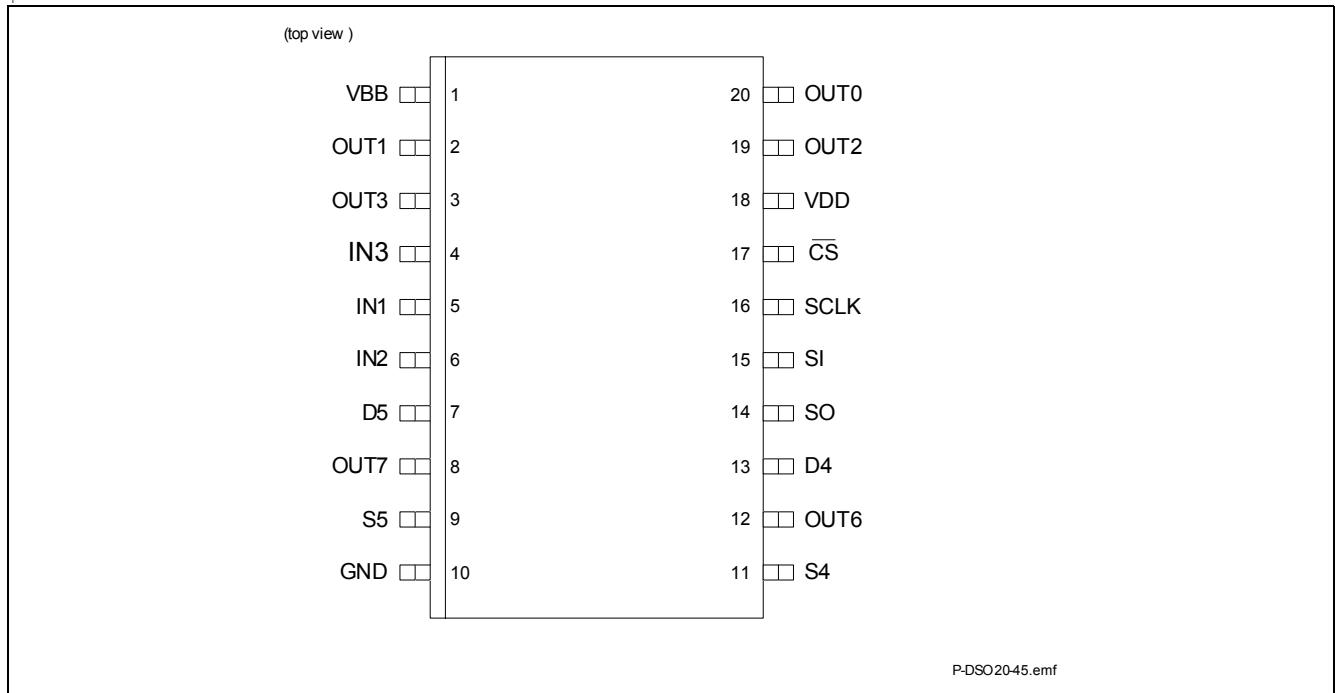 (top view )
VBB 1 20 OUT0
OUT1 2 19 OUT2
OUT3 3 18 VDD
IN3 4 17 C̅S̅
IN1 5 16 SCLK
IN2 6 15 SI
D5 7 14 SO
OUT7 8 13 D4
S5 9 12 OUT6
GND 10 11 S4
P-DSO20-45.emf